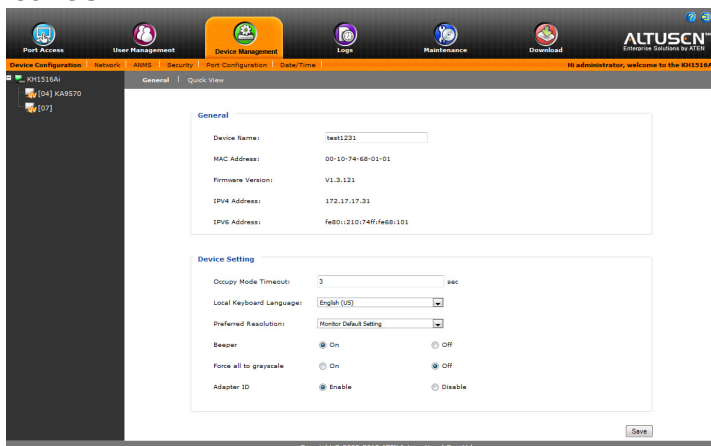 ALTUSCN™
Enterprise Solutions by ATEN
Port Access User Management Device Management Logs Maintenance Download
Device Configuration Network ANMS Security Port Configuration Date/Time Hi administrator, welcome to the KH1516A
KH1516Ai General Quick View
[04] KA9570
[07]
General
Device Name: test1231
MAC Address: 00-10-74-68-01-01
Firmware Version: V1.3.121
IPV4 Address: 172.17.17.31
IPV6 Address: fe80::210:74ff:fe68:101
Device Setting
Occupy Mode Timeout: 3 sec
Local Keyboard Language: English (US)
Preferred Resolution: Monitor Default Setting
Beeper On Off
Force all to grayscale On Off
Adapter ID Enable Disable
Save